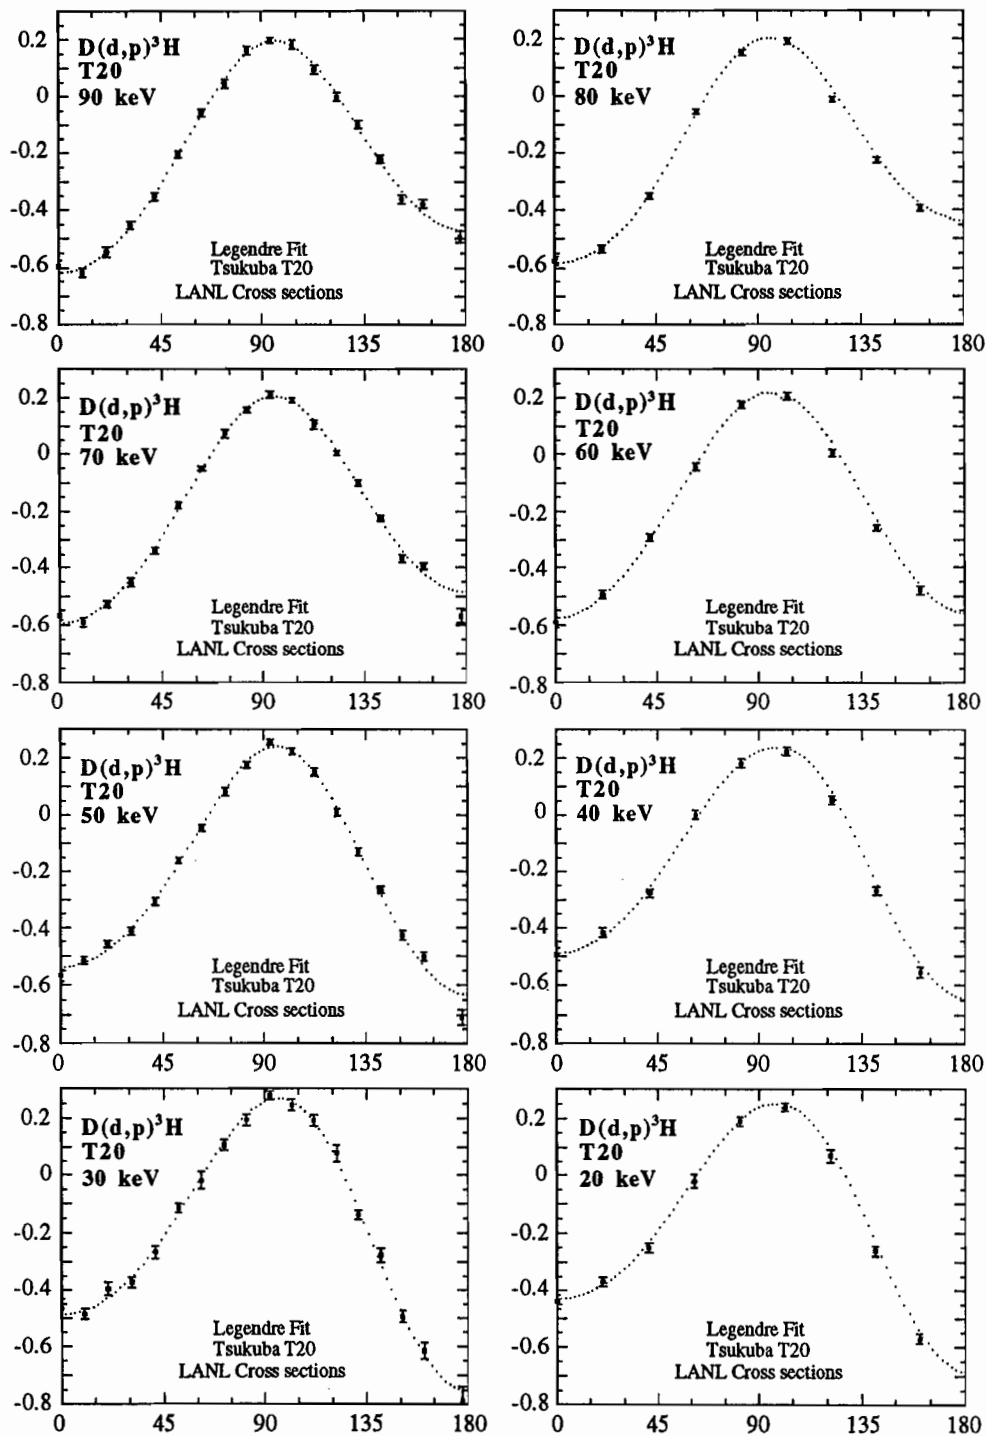 D(d,p)³H
T20
90 keV
0.2
0
-0.2
-0.4
-0.6
-0.8
Legendre Fit
Tsukuba T20
LANL Cross sections
0 45 90 135 180
D(d,p)³H
T20
80 keV
0.2
0
-0.2
-0.4
-0.6
-0.8
Legendre Fit
Tsukuba T20
LANL Cross sections
0 45 90 135 180
D(d,p)³H
T20
70 keV
0.2
0
-0.2
-0.4
-0.6
-0.8
Legendre Fit
Tsukuba T20
LANL Cross sections
0 45 90 135 180
D(d,p)³H
T20
60 keV
0.2
0
-0.2
-0.4
-0.6
-0.8
Legendre Fit
Tsukuba T20
LANL Cross sections
0 45 90 135 180
D(d,p)³H
T20
50 keV
0.2
0
-0.2
-0.4
-0.6
-0.8
Legendre Fit
Tsukuba T20
LANL Cross sections
0 45 90 135 180
D(d,p)³H
T20
40 keV
0.2
0
-0.2
-0.4
-0.6
-0.8
Legendre Fit
Tsukuba T20
LANL Cross sections
0 45 90 135 180
D(d,p)³H
T20
30 keV
0.2
0
-0.2
-0.4
-0.6
-0.8
Legendre Fit
Tsukuba T20
LANL Cross sections
0 45 90 135 180
D(d,p)³H
T20
20 keV
0.2
0
-0.2
-0.4
-0.6
-0.8
Legendre Fit
Tsukuba T20
LANL Cross sections
0 45 90 135 180